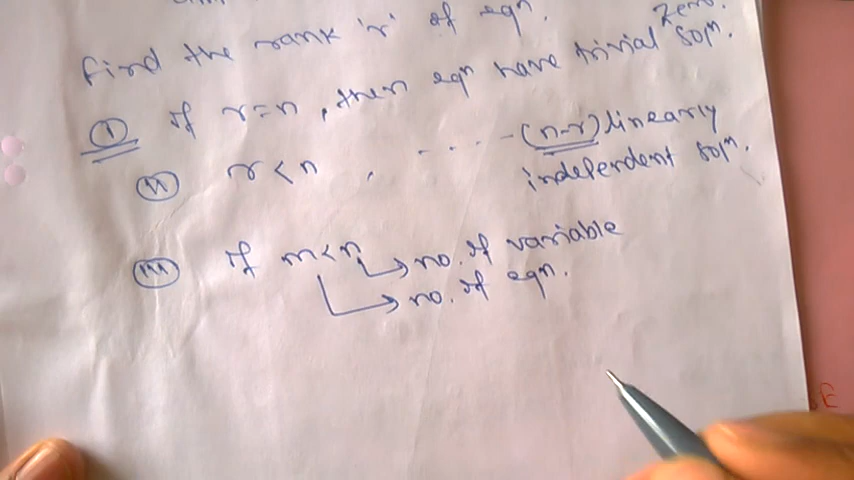 Find the rank 'r' of eqn.
zero.
(I) If r = n, then eqn have trivial soln.
(II) r < n, - - - - (n-r) linearly
independent soln.
(III) If m < n → no. of variable
→ no. of eqn.
E